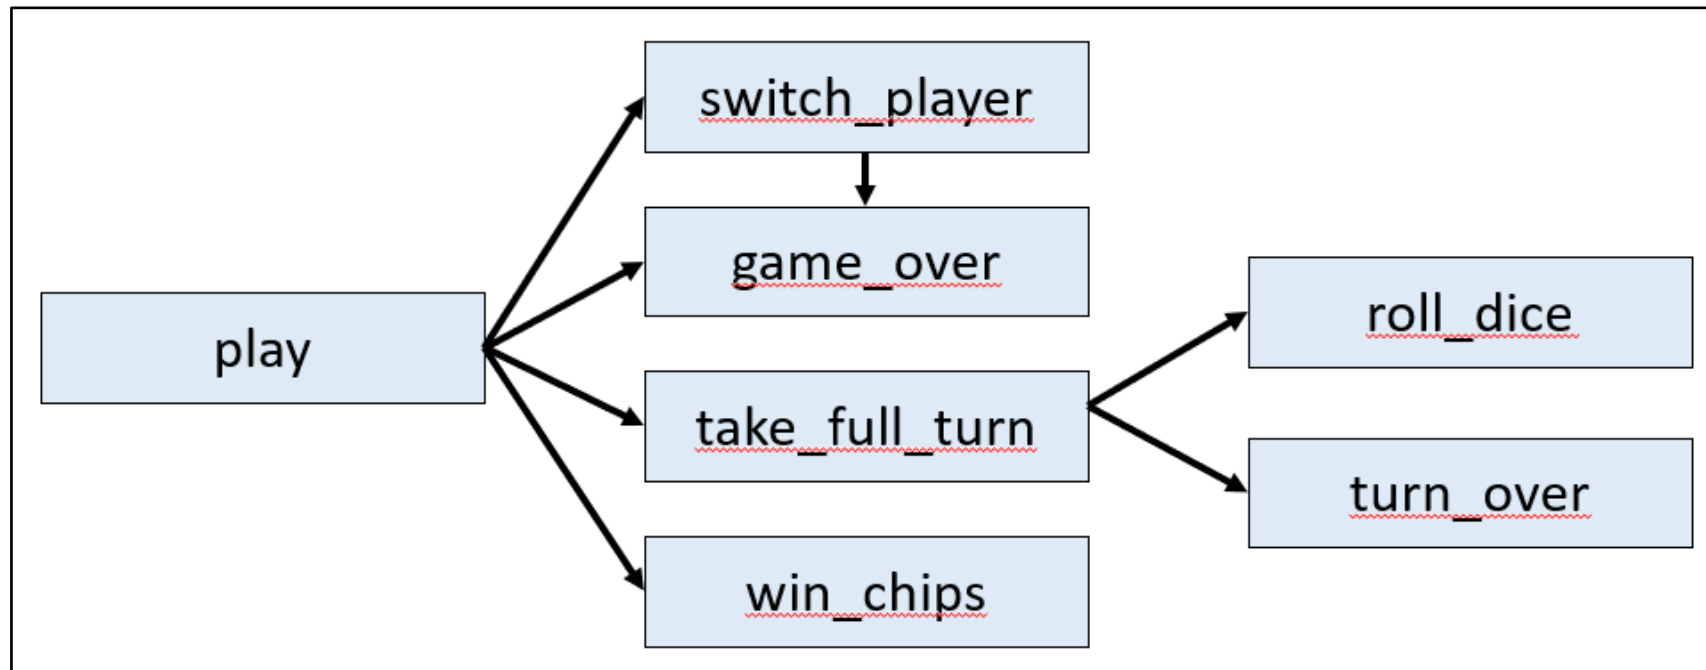 switch_player
game_over
play
take_full_turn
win_chips
roll_dice
turn_over